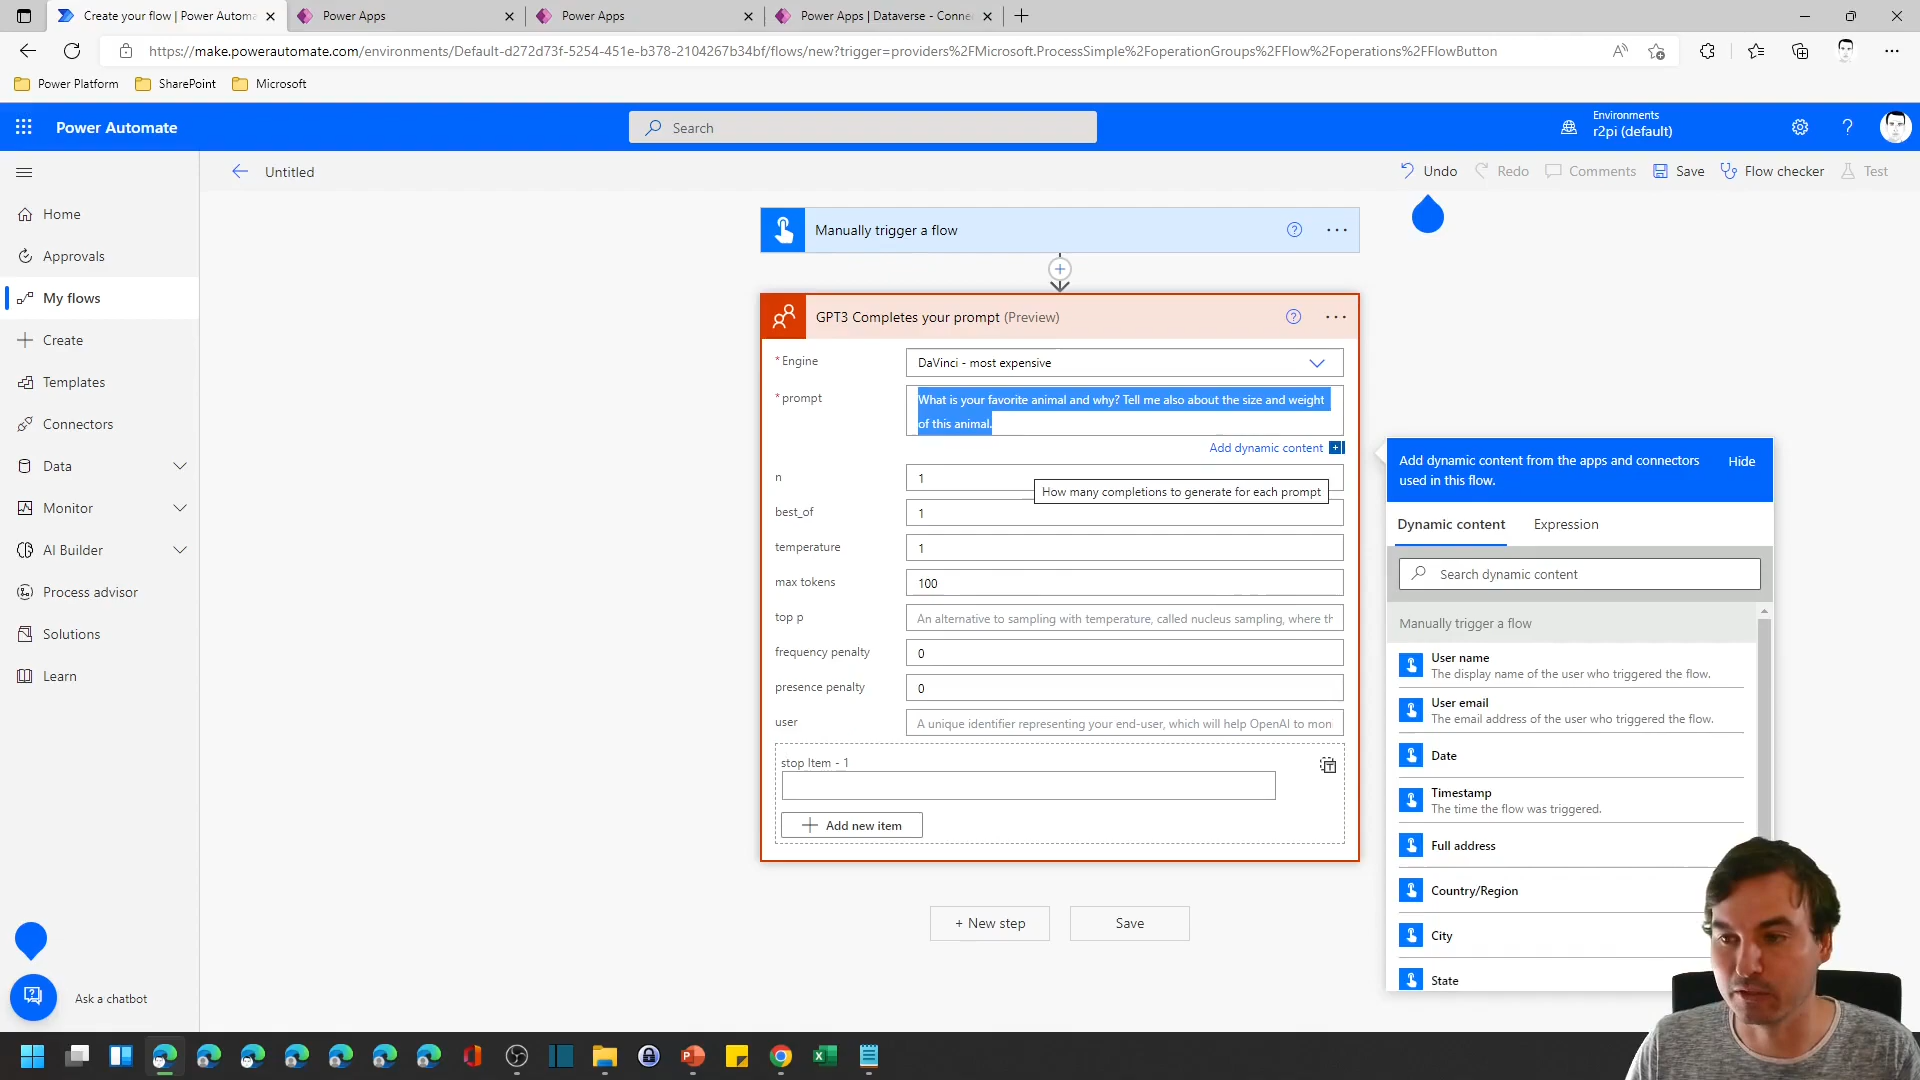 Create your flow | Power Automa
Power Apps
Power Apps
Power Apps | Dataverse - Conne
https://make.powerautomate.com/environments/Default-d272d73f-5254-451e-b378-2104267b34bf/flows/new?trigger=providers%2FMicrosoft.ProcessSimple%2FoperationGroups%2FFlow%2Foperations%2FFlowButton
Power Platform
SharePoint
Microsoft
Power Automate
Search
Environments
r2pi (default)
Untitled
Undo
Redo
Comments
Save
Flow checker
Test
Home
Approvals
My flows
Create
Templates
Connectors
Data
Monitor
AI Builder
Process advisor
Solutions
Learn
Ask a chatbot
Manually trigger a flow
GPT3 Completes your prompt (Preview)
* Engine
DaVinci - most expensive
* prompt
What is your favorite animal and why? Tell me also about the size and weight
of this animal.
Add dynamic content
n
1
How many completions to generate for each prompt
best_of
1
temperature
1
max tokens
100
top p
An alternative to sampling with temperature, called nucleus sampling, where th
frequency penalty
0
presence penalty
0
user
A unique identifier representing your end-user, which will help OpenAI to mon
stop Item - 1
Add new item
+ New step
Save
Add dynamic content from the apps and connectors
used in this flow.
Hide
Dynamic content
Expression
Search dynamic content
Manually trigger a flow
User name
The display name of the user who triggered the flow.
User email
The email address of the user who triggered the flow.
Date
Timestamp
The time the flow was triggered.
Full address
Country/Region
City
State